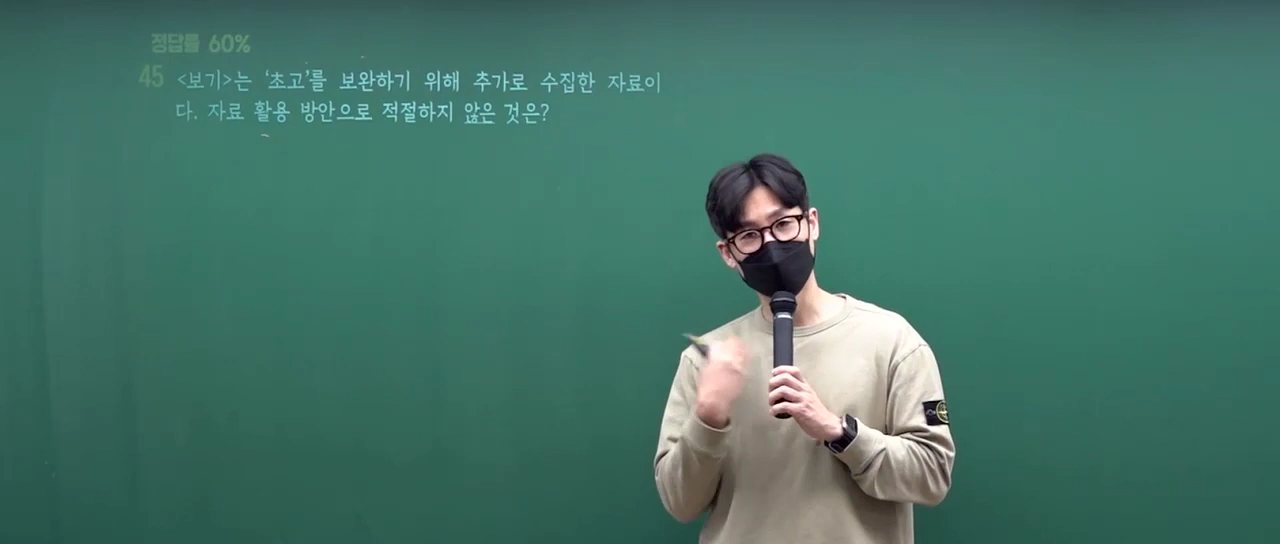 정답률 60%
45 <보기>는 '초고'를 보완하기 위해 추가로 수집한 자료이
다. 자료 활용 방안으로 적절하지 않은 것은?